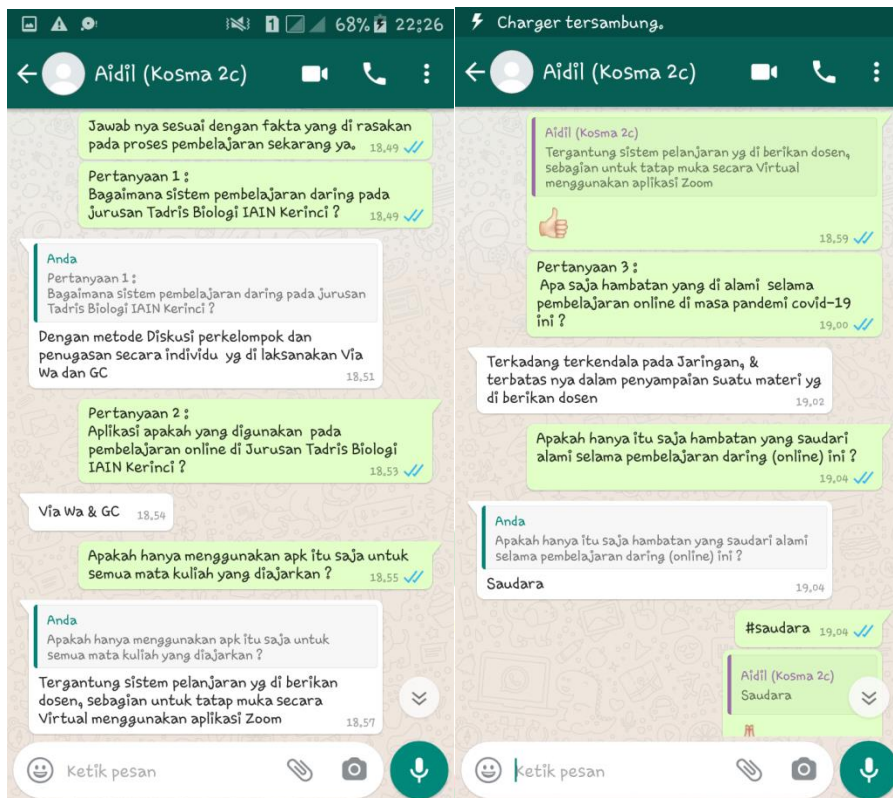 68% 22:26
Aidil (Kosma 2c)
Jawab nya sesuai dengan fakta yang di rasakan
pada proses pembelajaran sekarang ya. 18.49
Pertanyaan 1 :
Bagaimana sistem pembelajaran daring pada
jurusan Tadris Biologi IAIN Kerinci ? 18.49
Anda
Pertanyaan 1 :
Bagaimana sistem pembelajaran daring pada jurusan
Tadris Biologi IAIN Kerinci ?
Dengan metode Diskusi perkelompok dan
penugasan secara individu yg di laksanakan Via
Wa dan GC 18.51
Pertanyaan 2 :
Aplikasi apakah yang digunakan pada
pembelajaran online di Jurusan Tadris Biologi
IAIN Kerinci ? 18.53
Via Wa & GC 18.54
Apakah hanya menggunakan apk itu saja untuk
semua mata kuliah yang diajarkan ? 18.55
Anda
Apakah hanya menggunakan apk itu saja untuk
semua mata kuliah yang diajarkan ?
Tergantung sistem pelanjaran yg di berikan
dosen, sebagian untuk tatap muka secara
Virtual menggunakan aplikasi Zoom 18.57
Ketik pesan
Charger tersambung.
Aidil (Kosma 2c)
Aidil (Kosma 2c)
Tergantung sistem pelanjaran yg di berikan dosen,
sebagian untuk tatap muka secara Virtual
menggunakan aplikasi Zoom
18.59
Pertanyaan 3 :
Apa saja hambatan yang di alami selama
pembelajaran online di masa pandemi covid-19
ini ? 19.00
Terkadang terkendala pada Jaringan, &
terbatas nya dalam penyampaian suatu materi yg
di berikan dosen 19.02
Apakah hanya itu saja hambatan yang saudari
alami selama pembelajaran daring (online) ini ?
19.04
Anda
Apakah hanya itu saja hambatan yang saudari alami
selama pembelajaran daring (online) ini ?
Saudara 19.04
#saudara 19.04
Aidil (Kosma 2c)
Saudara
Ketik pesan